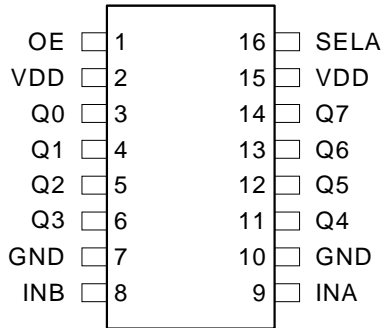 OE 1 16 SELA
VDD 2 15 VDD
Q0 3 14 Q7
Q1 4 13 Q6
Q2 5 12 Q5
Q3 6 11 Q4
GND 7 10 GND
INB 8 9 INA